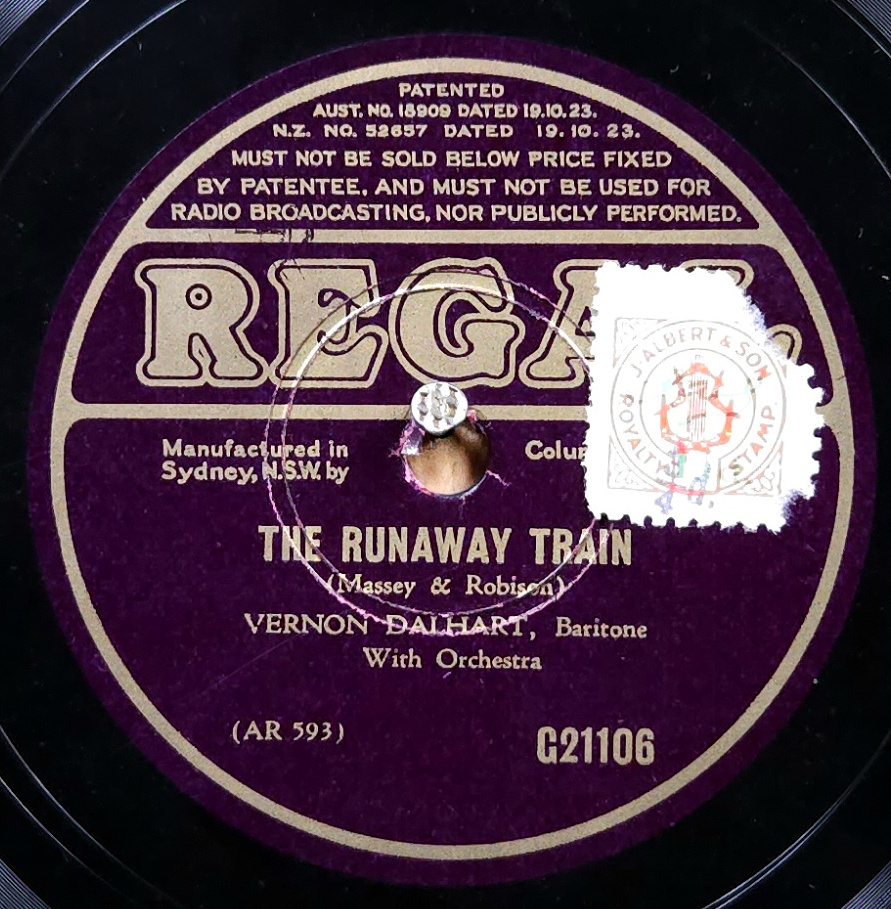 PATENTED
AUST. NO. 18909 DATED 19.10.23.
N.Z. NO. 52657 DATED 19.10.23.
MUST NOT BE SOLD BELOW PRICE FIXED
BY PATENTEE, AND MUST NOT BE USED FOR
RADIO BROADCASTING, NOR PUBLICLY PERFORMED.
REGAL
J. ALBERT & SON
ROYALTY STAMP
Manufactured in
Sydney, N.S.W. by
THE RUNAWAY TRAIN
(Massey & Robison)
VERNON DALHART, Baritone
With Orchestra
(AR 593)
G21106